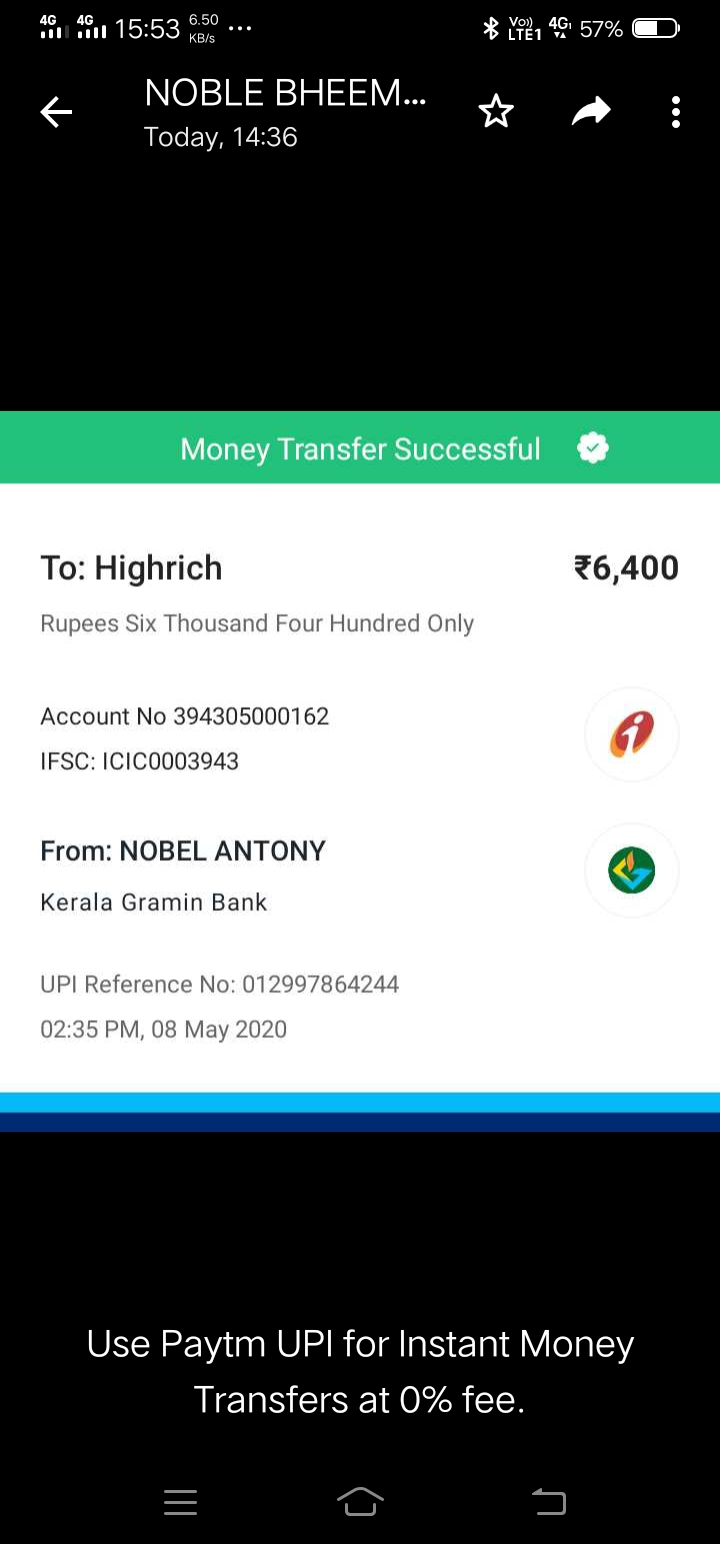 4G 4G 15:53 6.50 KB/s ... Vo)) LTE1 4G 57%
NOBLE BHEEM...
Today, 14:36
Money Transfer Successful
To: Highrich ₹6,400
Rupees Six Thousand Four Hundred Only
Account No 394305000162
IFSC: ICIC0003943
From: NOBEL ANTONY
Kerala Gramin Bank
UPI Reference No: 012997864244
02:35 PM, 08 May 2020
Use Paytm UPI for Instant Money
Transfers at 0% fee.